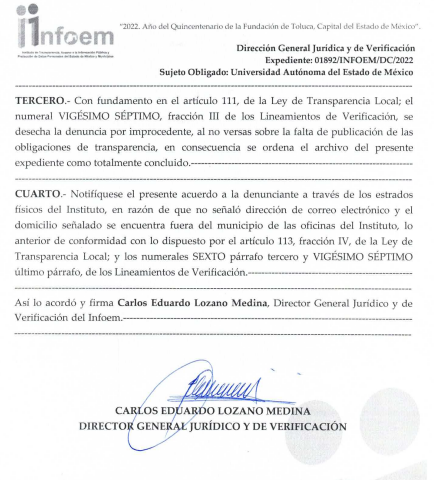 infoem
Instituto de Transparencia, Acceso a la Información Pública y
Protección de Datos Personales del Estado de México y Municipios
"2022. Año del Quincentenario de la Fundación de Toluca, Capital del Estado de México".
Dirección General Jurídica y de Verificación
Expediente: 01892/INFOEM/DC/2022
Sujeto Obligado: Universidad Autónoma del Estado de México
TERCERO.- Con fundamento en el artículo 111, de la Ley de Transparencia Local; el
numeral VIGÉSIMO SÉPTIMO, fracción III de los Lineamientos de Verificación, se
desecha la denuncia por improcedente, al no versas sobre la falta de publicación de las
obligaciones de transparencia, en consecuencia se ordena el archivo del presente
expediente como totalmente concluido.
CUARTO.- Notifíquese el presente acuerdo a la denunciante a través de los estrados
físicos del Instituto, en razón de que no señaló dirección de correo electrónico y el
domicilio señalado se encuentra fuera del municipio de las oficinas del Instituto, lo
anterior de conformidad con lo dispuesto por el artículo 113, fracción IV, de la Ley de
Transparencia Local; y los numerales SEXTO párrafo tercero y VIGÉSIMO SÉPTIMO
último párrafo, de los Lineamientos de Verificación.
Así lo acordó y firma Carlos Eduardo Lozano Medina, Director General Jurídico y de
Verificación del Infoem.
CARLOS EDUARDO LOZANO MEDINA
DIRECTOR GENERAL JURÍDICO Y DE VERIFICACIÓN